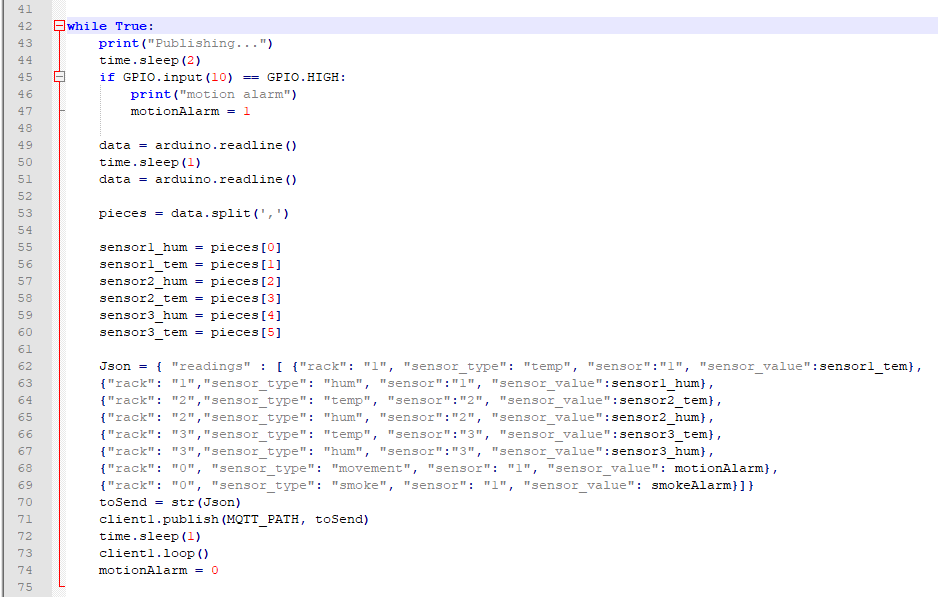 41
42 while True:
43     print("Publishing...")
44     time.sleep(2)
45     if GPIO.input(10) == GPIO.HIGH:
46         print("motion alarm")
47         motionAlarm = 1
48
49     data = arduino.readline()
50     time.sleep(1)
51     data = arduino.readline()
52
53     pieces = data.split(',')
54
55     sensor1_hum = pieces[0]
56     sensor1_tem = pieces[1]
57     sensor2_hum = pieces[2]
58     sensor2_tem = pieces[3]
59     sensor3_hum = pieces[4]
60     sensor3_tem = pieces[5]
61
62     Json = { "readings" : [ {"rack": "1", "sensor_type": "temp", "sensor":"1", "sensor_value":sensor1_tem},
63     {"rack": "1","sensor_type": "hum", "sensor":"1", "sensor_value":sensor1_hum},
64     {"rack": "2","sensor_type": "temp", "sensor":"2", "sensor_value":sensor2_tem},
65     {"rack": "2","sensor_type": "hum", "sensor":"2", "sensor_value":sensor2_hum},
66     {"rack": "3","sensor_type": "temp", "sensor":"3", "sensor_value":sensor3_tem},
67     {"rack": "3","sensor_type": "hum", "sensor":"3", "sensor_value":sensor3_hum},
68     {"rack": "0", "sensor_type": "movement", "sensor": "1", "sensor_value": motionAlarm},
69     {"rack": "0", "sensor_type": "smoke", "sensor": "1", "sensor_value": smokeAlarm}]}
70     toSend = str(Json)
71     client1.publish(MQTT_PATH, toSend)
72     time.sleep(1)
73     client1.loop()
74     motionAlarm = 0
75